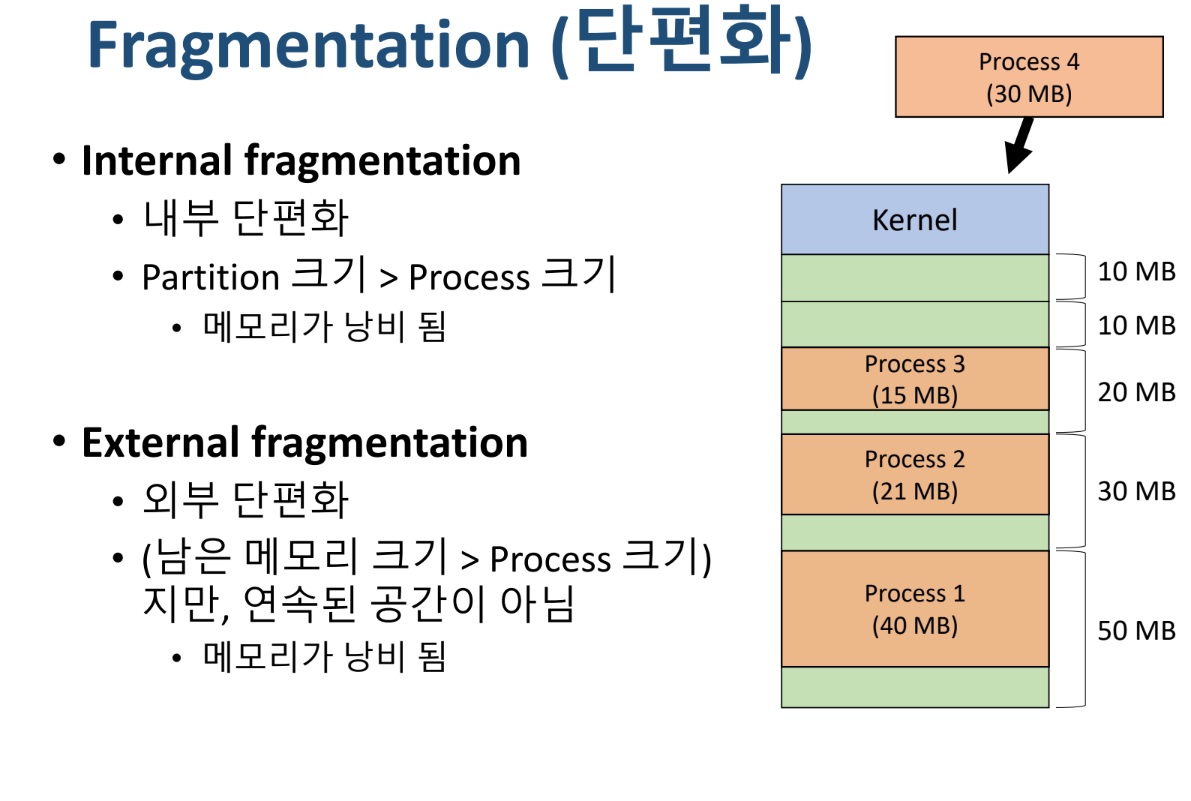 Fragmentation (단편화)
• Internal fragmentation
• 내부 단편화
• Partition 크기 > Process 크기
• 메모리가 낭비 됨
• External fragmentation
• 외부 단편화
• (남은 메모리 크기 > Process 크기)
지만, 연속된 공간이 아님
• 메모리가 낭비 됨
Process 4
(30 MB)
Kernel
10 MB
10 MB
Process 3
(15 MB)
20 MB
Process 2
(21 MB)
30 MB
Process 1
(40 MB)
50 MB